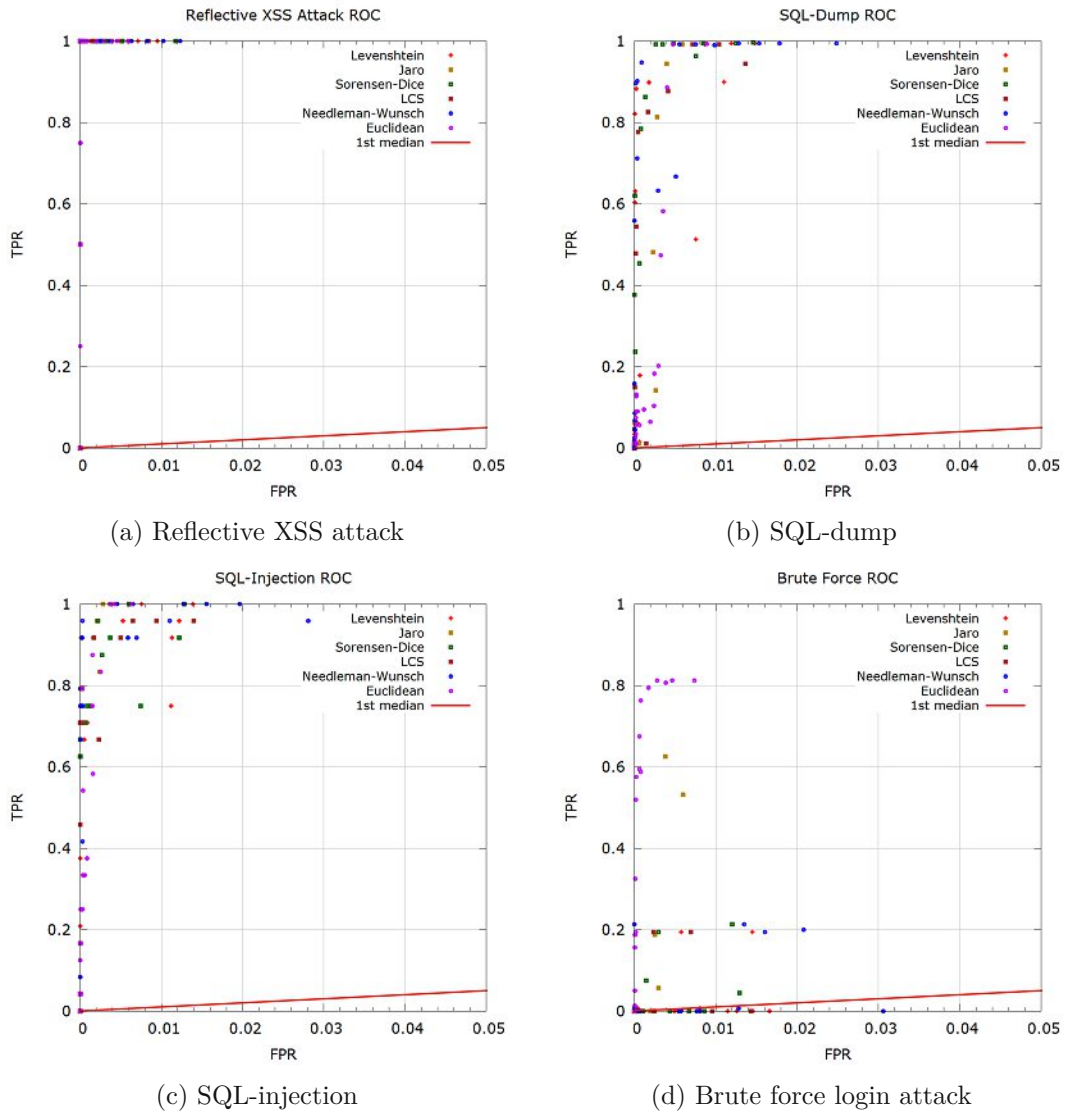 Reflective XSS Attack ROC
1
0.8
0.6
0.4
0.2
0
TPR
Levenshtein
Jaro
Sorensen-Dice
LCS
Needleman-Wunsch
Euclidean
1st median
0 0.01 0.02 0.03 0.04 0.05
FPR
(a) Reflective XSS attack
SQL-Dump ROC
1
0.8
0.6
0.4
0.2
0
TPR
Levenshtein
Jaro
Sorensen-Dice
LCS
Needleman-Wunsch
Euclidean
1st median
0 0.01 0.02 0.03 0.04 0.05
FPR
(b) SQL-dump
SQL-Injection ROC
1
0.8
0.6
0.4
0.2
0
TPR
Levenshtein
Jaro
Sorensen-Dice
LCS
Needleman-Wunsch
Euclidean
1st median
0 0.01 0.02 0.03 0.04 0.05
FPR
(c) SQL-injection
Brute Force ROC
1
0.8
0.6
0.4
0.2
0
TPR
Levenshtein
Jaro
Sorensen-Dice
LCS
Needleman-Wunsch
Euclidean
1st median
0 0.01 0.02 0.03 0.04 0.05
FPR
(d) Brute force login attack